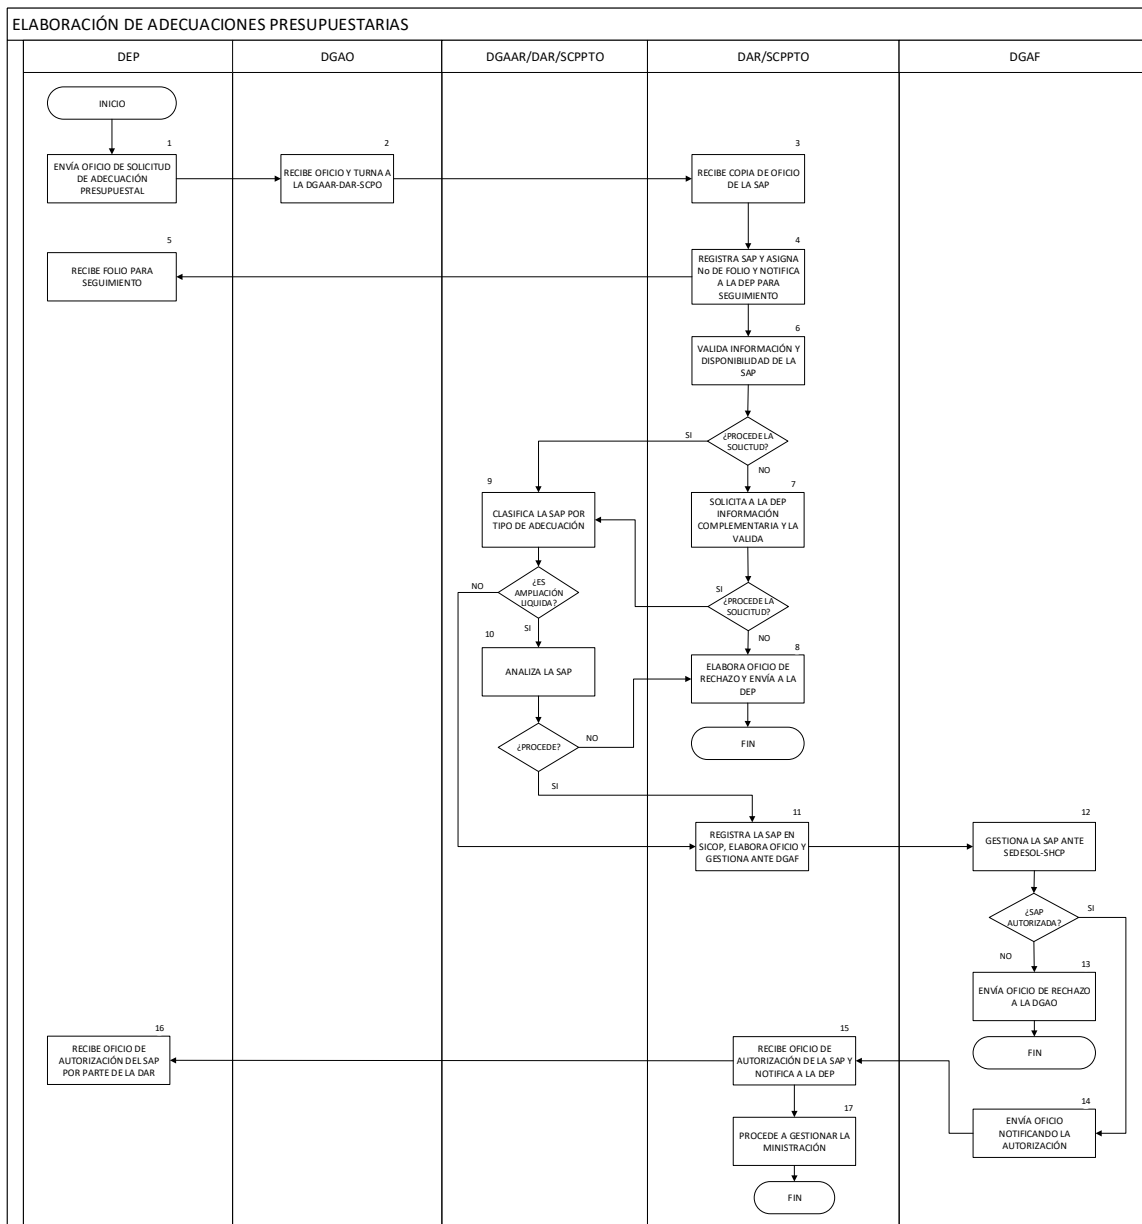 ELABORACIÓN DE ADECUACIONES PRESUPUESTARIAS
DEP
DGAO
DGAAR/DAR/SCPPTO
DAR/SCPPTO
DGAF
INICIO
1
ENVÍA OFICIO DE SOLICITUD
DE ADECUACIÓN
PRESUPUESTAL
2
RECIBE OFICIO Y TURNA A
LA DGAAR-DAR-SCPO
3
RECIBE COPIA DE OFICIO
DE LA SAP
4
REGISTRA SAP Y ASIGNA
No DE FOLIO Y NOTIFICA
A LA DEP PARA
SEGUIMIENTO
5
RECIBE FOLIO PARA
SEGUIMIENTO
6
VALIDA INFORMACIÓN Y
DISPONIBILIDAD DE LA
SAP
¿PROCEDE LA
SOLICTUD?
SI
NO
7
SOLICITA A LA DEP
INFORMACIÓN
COMPLEMENTARIA Y LA
VALIDA
9
CLASIFICA LA SAP POR
TIPO DE ADECUACIÓN
¿ES
AMPLIACIÓN
LIQUIDA?
NO
SI
¿PROCEDE LA
SOLICITUD?
SI
NO
8
ELABORA OFICIO DE
RECHAZO Y ENVÍA A LA
DEP
FIN
10
ANALIZA LA SAP
¿PROCEDE?
NO
SI
11
REGISTRA LA SAP EN
SICOP, ELABORA OFICIO Y
GESTIONA ANTE DGAF
12
GESTIONA LA SAP ANTE
SEDESOL-SHCP
¿SAP
AUTORIZADA?
SI
NO
13
ENVÍA OFICIO DE RECHAZO
A LA DGAO
FIN
14
ENVÍA OFICIO
NOTIFICANDO LA
AUTORIZACIÓN
15
RECIBE OFICIO DE
AUTORIZACIÓN DE LA SAP Y
NOTIFICA A LA DEP
16
RECIBE OFICIO DE
AUTORIZACIÓN DEL SAP
POR PARTE DE LA DAR
17
PROCEDE A GESTIONAR LA
MINISTRACIÓN
FIN